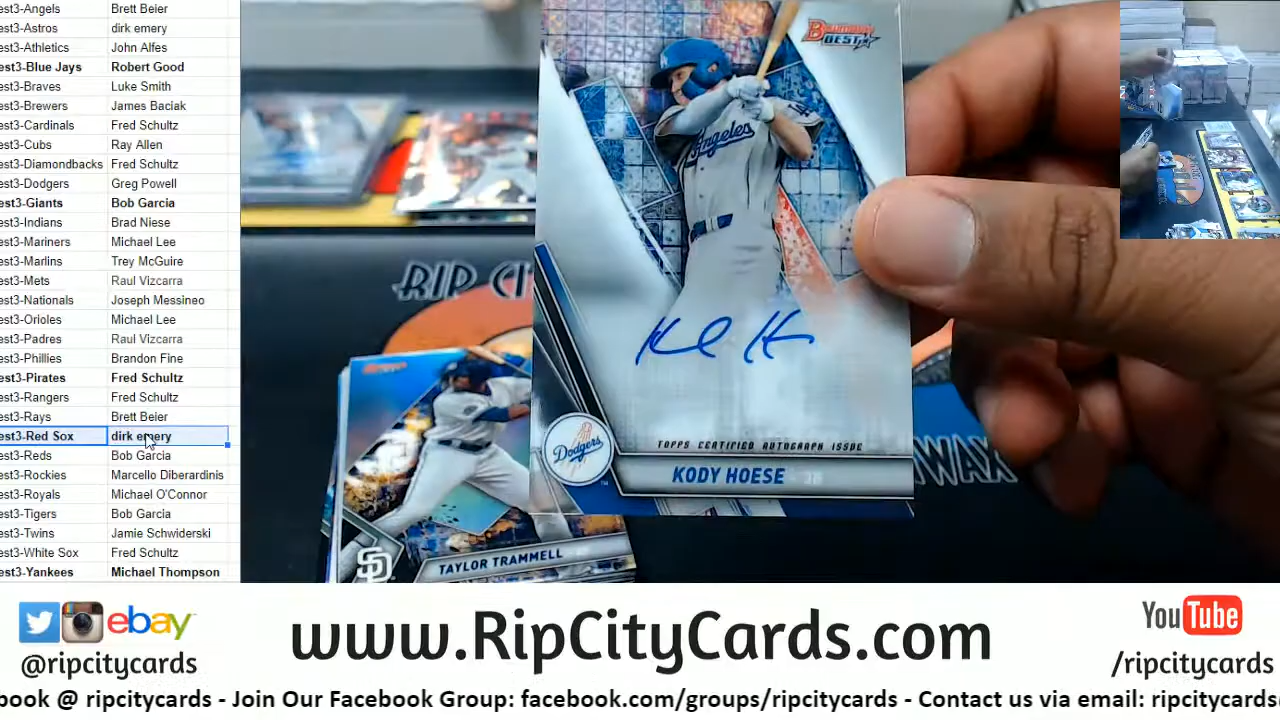 est3-Angels Brett Beier
est3-Astros dirk emery
est3-Athletics John Alfes
est3-Blue Jays Robert Good
est3-Braves Luke Smith
est3-Brewers James Baciak
est3-Cardinals Fred Schultz
est3-Cubs Ray Allen
est3-Diamondbacks Fred Schultz
est3-Dodgers Greg Powell
est3-Giants Bob Garcia
est3-Indians Brad Niese
est3-Mariners Michael Lee
est3-Marlins Trey McGuire
est3-Mets Raul Vizcarra
est3-Nationals Joseph Messineo
est3-Orioles Michael Lee
est3-Padres Raul Vizcarra
est3-Phillies Brandon Fine
est3-Pirates Fred Schultz
est3-Rangers Fred Schultz
est3-Rays Brett Beier
est3-Red Sox dirk emery
est3-Reds Bob Garcia
est3-Rockies Marcello Diberardinis
est3-Royals Michael O'Connor
est3-Tigers Bob Garcia
est3-Twins Jamie Schwiderski
est3-White Sox Fred Schultz
est3-Yankees Michael Thompson
BOWMAN'S
BEST
Angeles
RIP CI
WAX
TOPPS CERTIFIED AUTOGRAPH ISSUE
Dodgers
KODY HOESE 3B
SD
TAYLOR TRAMMELL
ebay
@ripcitycards
www.RipCityCards.com
YouTube
/ripcitycards
book @ ripcitycards - Join Our Facebook Group: facebook.com/groups/ripcitycards - Contact us via email: ripcitycards